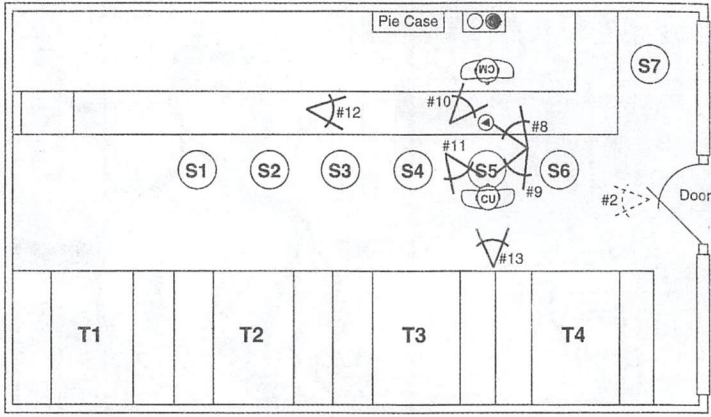 Pie Case
S7
CM
#10
#12
#8
#11
S1
S2
S3
S4
S5
S6
CU
#9
#2
Door
#13
T1
T2
T3
T4